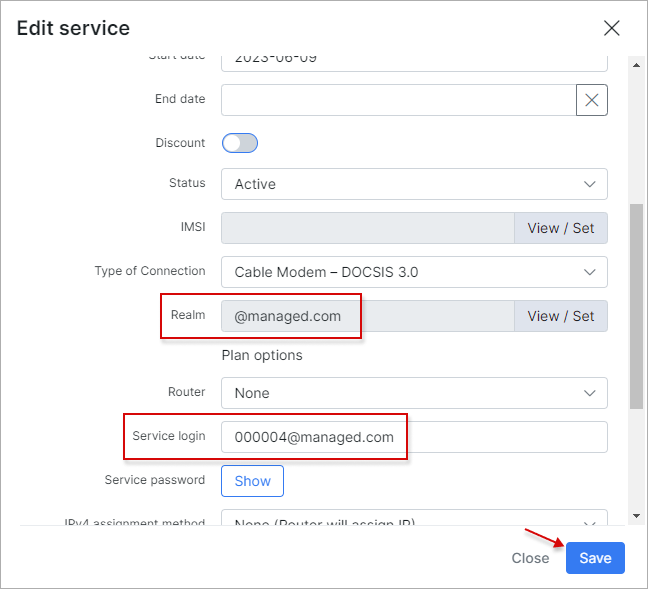 Edit service
Start date 2023-06-09
End date
Discount
Status Active
IMSI View / Set
Type of Connection Cable Modem – DOCSIS 3.0
Realm @managed.com View / Set
Plan options
Router None
Service login 000004@managed.com
Service password Show
IPv4 assignment method None (Router will assign IP)
Close Save